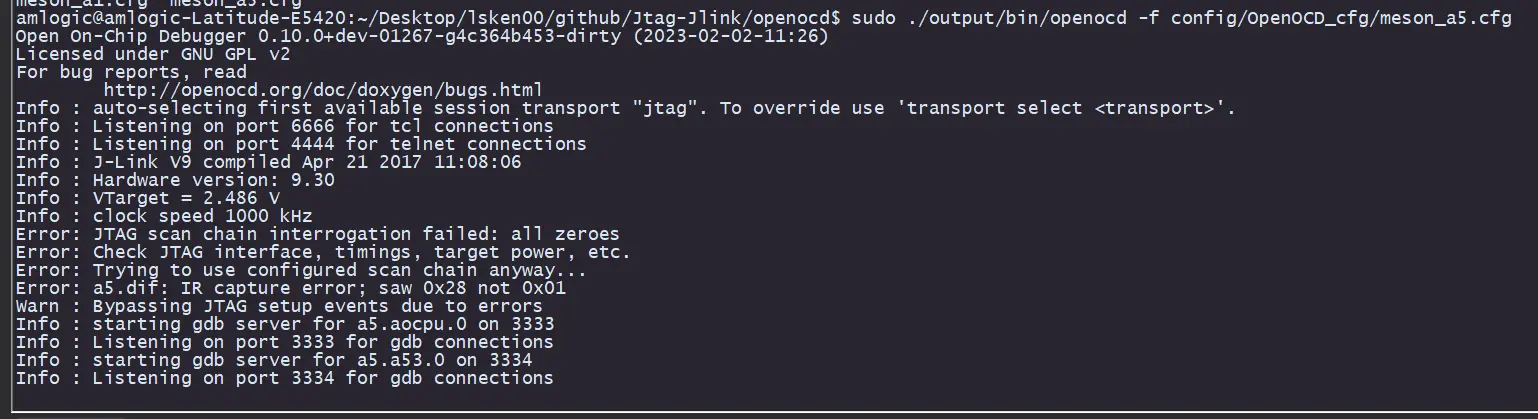 meson_a1.cfg  meson_a5.cfg
amlogic@amlogic-Latitude-E5420:~/Desktop/lsken00/github/Jtag-Jlink/openocd$ sudo ./output/bin/openocd -f config/OpenOCD_cfg/meson_a5.cfg
Open On-Chip Debugger 0.10.0+dev-01267-g4c364b453-dirty (2023-02-02-11:26)
Licensed under GNU GPL v2
For bug reports, read
        http://openocd.org/doc/doxygen/bugs.html
Info : auto-selecting first available session transport "jtag". To override use 'transport select <transport>'.
Info : Listening on port 6666 for tcl connections
Info : Listening on port 4444 for telnet connections
Info : J-Link V9 compiled Apr 21 2017 11:08:06
Info : Hardware version: 9.30
Info : VTarget = 2.486 V
Info : clock speed 1000 kHz
Error: JTAG scan chain interrogation failed: all zeroes
Error: Check JTAG interface, timings, target power, etc.
Error: Trying to use configured scan chain anyway...
Error: a5.dif: IR capture error; saw 0x28 not 0x01
Warn : Bypassing JTAG setup events due to errors
Info : starting gdb server for a5.aocpu.0 on 3333
Info : Listening on port 3333 for gdb connections
Info : starting gdb server for a5.a53.0 on 3334
Info : Listening on port 3334 for gdb connections